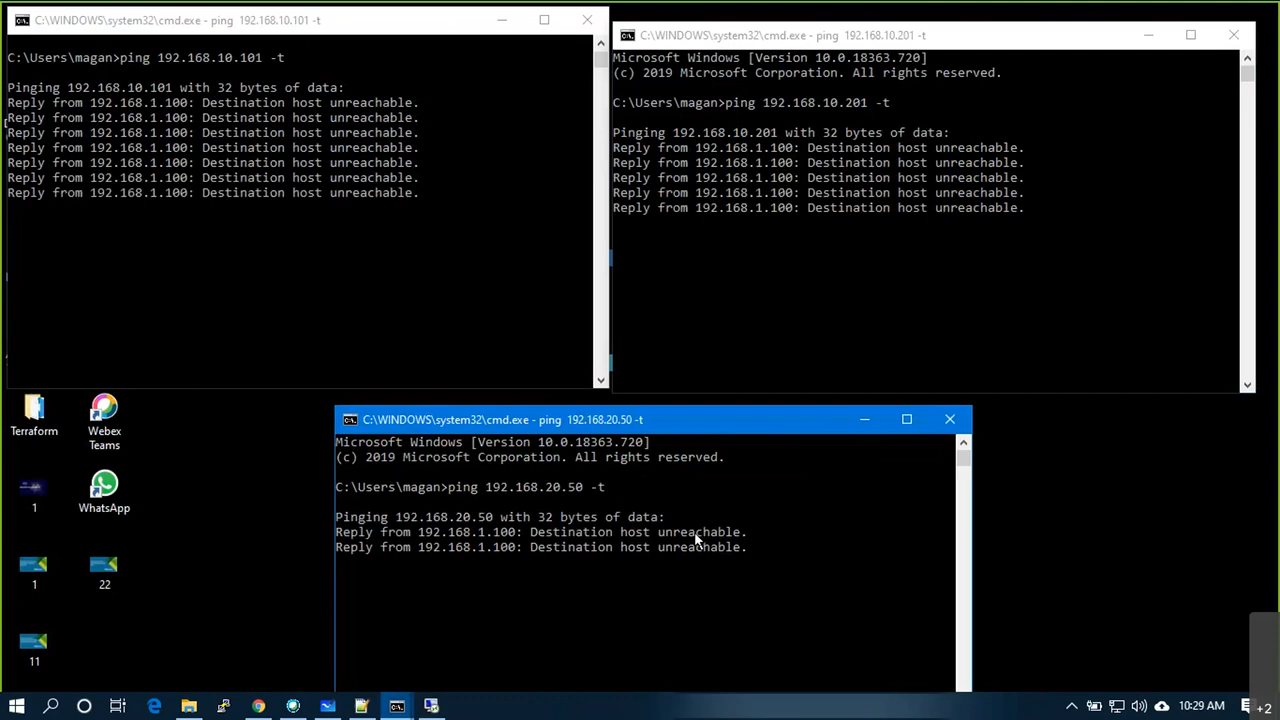 C:\WINDOWS\system32\cmd.exe - ping 192.168.10.101 -t
C:\Users\magan>ping 192.168.10.101 -t
Pinging 192.168.10.101 with 32 bytes of data:
Reply from 192.168.1.100: Destination host unreachable.
Reply from 192.168.1.100: Destination host unreachable.
Reply from 192.168.1.100: Destination host unreachable.
Reply from 192.168.1.100: Destination host unreachable.
Reply from 192.168.1.100: Destination host unreachable.
Reply from 192.168.1.100: Destination host unreachable.
Reply from 192.168.1.100: Destination host unreachable.
C:\WINDOWS\system32\cmd.exe - ping 192.168.10.201 -t
Microsoft Windows [Version 10.0.18363.720]
(c) 2019 Microsoft Corporation. All rights reserved.
C:\Users\magan>ping 192.168.10.201 -t
Pinging 192.168.10.201 with 32 bytes of data:
Reply from 192.168.1.100: Destination host unreachable.
Reply from 192.168.1.100: Destination host unreachable.
Reply from 192.168.1.100: Destination host unreachable.
Reply from 192.168.1.100: Destination host unreachable.
Reply from 192.168.1.100: Destination host unreachable.
C:\WINDOWS\system32\cmd.exe - ping 192.168.20.50 -t
Microsoft Windows [Version 10.0.18363.720]
(c) 2019 Microsoft Corporation. All rights reserved.
C:\Users\magan>ping 192.168.20.50 -t
Pinging 192.168.20.50 with 32 bytes of data:
Reply from 192.168.1.100: Destination host unreachable.
Reply from 192.168.1.100: Destination host unreachable.
Terraform
Webex
Teams
1
WhatsApp
1
22
11
10:29 AM
+2